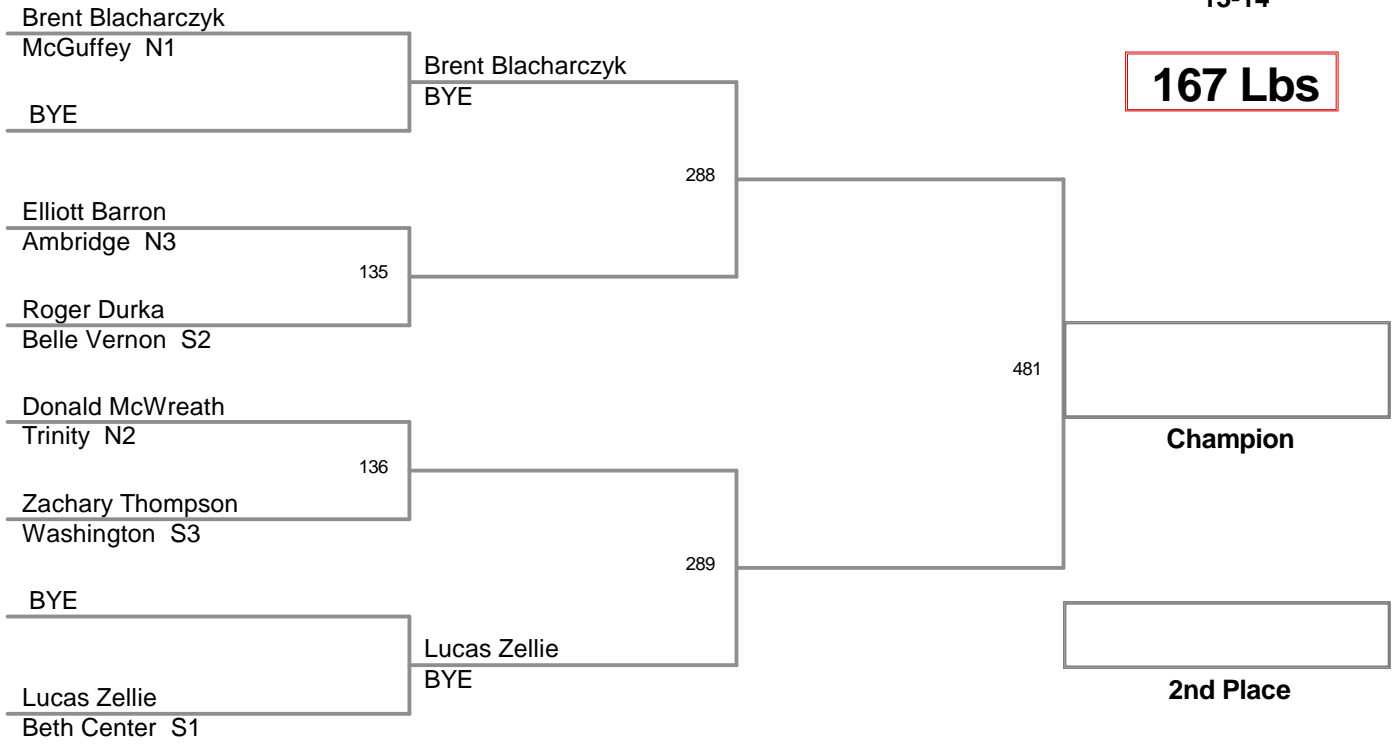 13-14
167 Lbs
Brent Blacharczyk
McGuffey N1
BYE
Brent Blacharczyk
BYE
288
Elliott Barron
Ambridge N3
135
Roger Durka
Belle Vernon S2
481
Donald McWreath
Trinity N2
136
Zachary Thompson
Washington S3
289
BYE
Lucas Zellie
BYE
Lucas Zellie
Beth Center S1
Champion
2nd Place